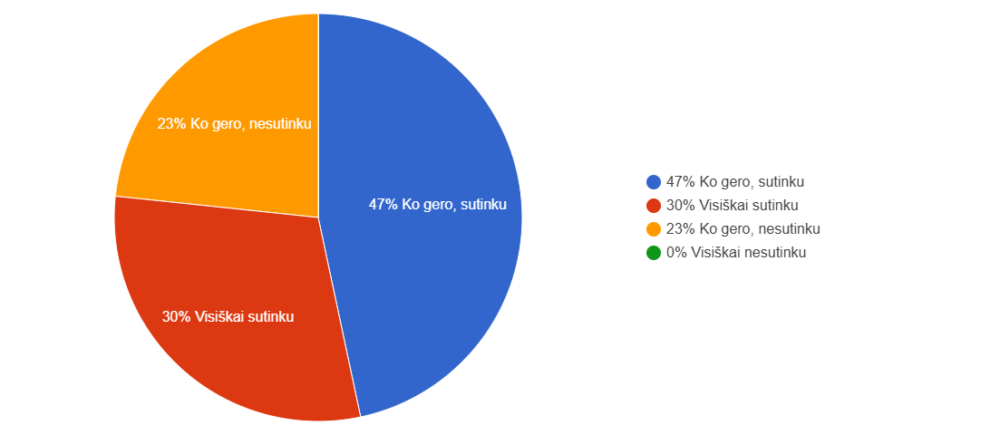 23% Ko gero, nesutinku
47% Ko gero, sutinku
30% Visiškai sutinku
47% Ko gero, sutinku
30% Visiškai sutinku
23% Ko gero, nesutinku
0% Visiškai nesutinku